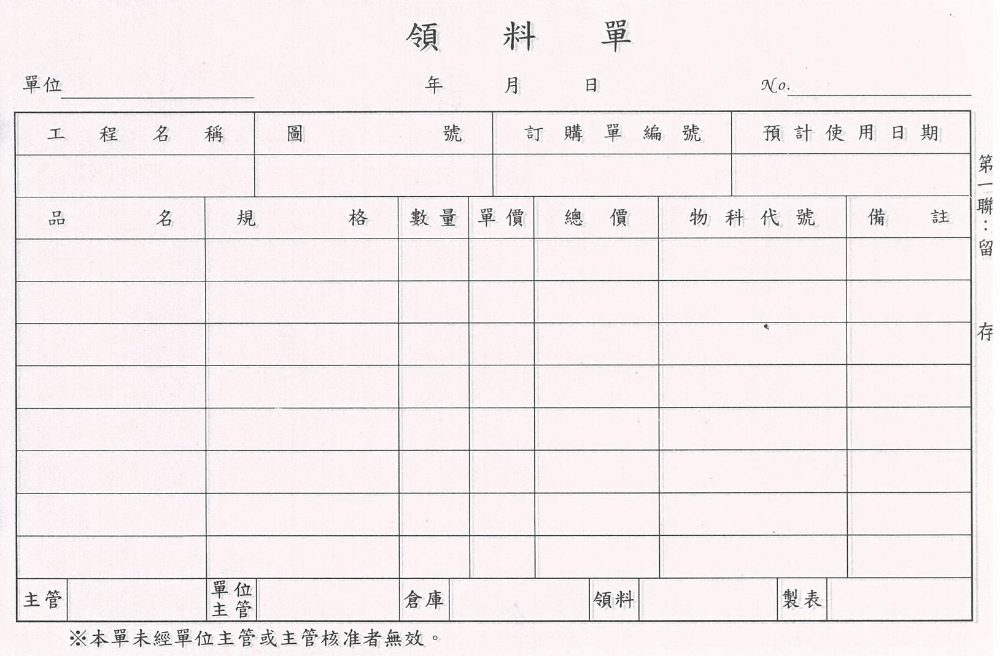 領料單
單位 年 月 日 No.
工程名稱 圖號 訂購單編號 預計使用日期
品名 規格 數量 單價 總價 物科代號 備註
主管 單位主管 倉庫 領料 製表
※本單未經單位主管或主管核准者無效。
第一聯：留存